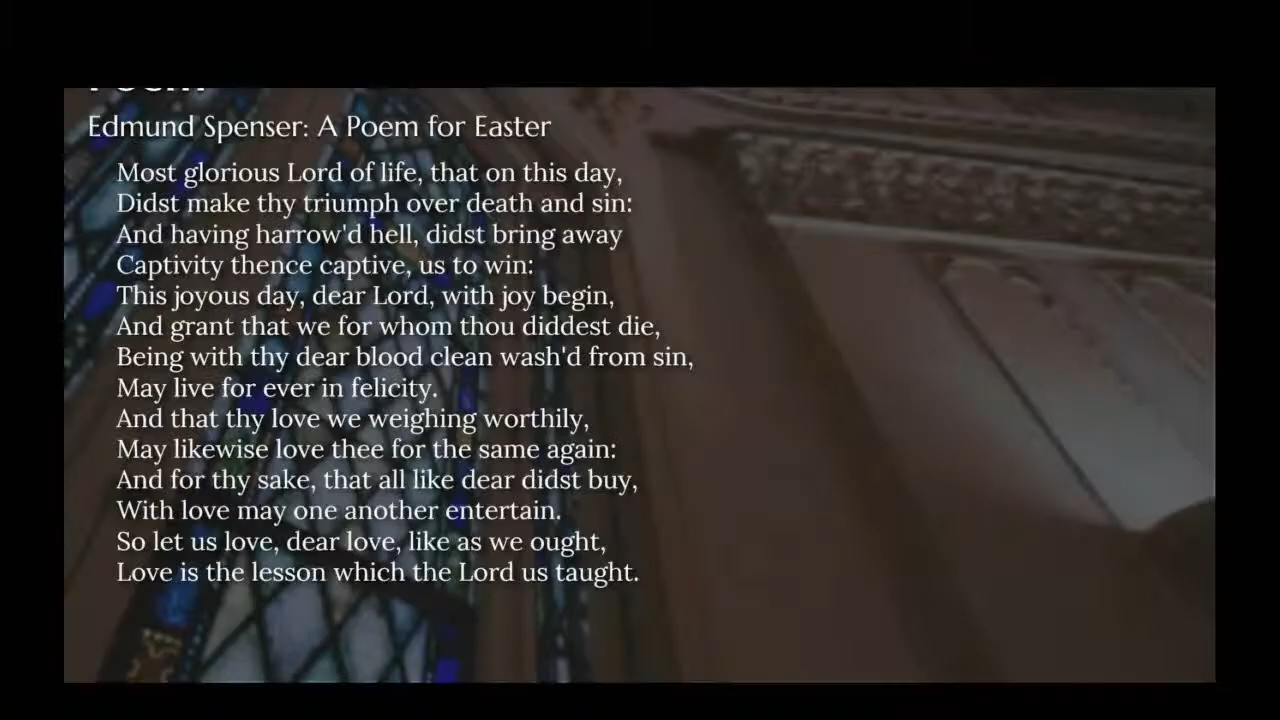 Poem
Edmund Spenser: A Poem for Easter
Most glorious Lord of life, that on this day,
Didst make thy triumph over death and sin:
And having harrow'd hell, didst bring away
Captivity thence captive, us to win:
This joyous day, dear Lord, with joy begin,
And grant that we for whom thou diddest die,
Being with thy dear blood clean wash'd from sin,
May live for ever in felicity.
And that thy love we weighing worthily,
May likewise love thee for the same again:
And for thy sake, that all like dear didst buy,
With love may one another entertain.
So let us love, dear love, like as we ought,
Love is the lesson which the Lord us taught.